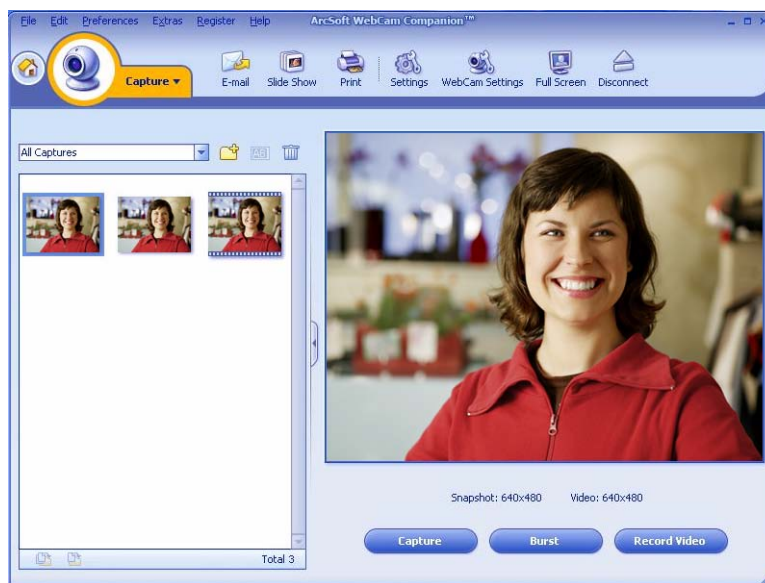 File Edit Preferences Extras Register Help ArcSoft WebCam Companion™
Capture ▾ E-mail Slide Show Print Settings WebCam Settings Full Screen Disconnect
All Captures
AB
Snapshot: 640x480 Video: 640x480
Capture Burst Record Video
Total 3